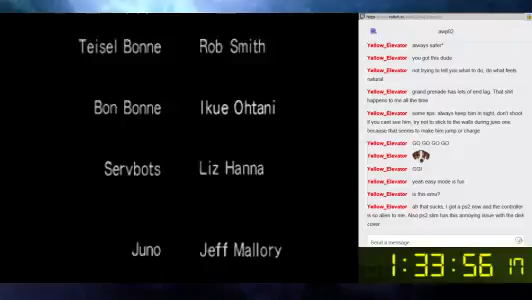 Teisel Bonne Rob Smith
Bon Bonne Ikue Ohtani
Servbots Liz Hanna
Juno Jeff Mallory
awp82
Yellow_Elevator always safer*
Yellow_Elevator you got this dude
Yellow_Elevator not trying to tell you what to do, do what feels
natural
Yellow_Elevator grand grenade has lots of end lag. That shit
happens to me all the time
Yellow_Elevator some tips: always keep him in sight, don't shoot
if you cant see him, try not to stick to the walls during juno one
because that seems to make him jump or charge
Yellow_Elevator GO GO GO GO
Yellow_Elevator
Yellow_Elevator GG!
Yellow_Elevator yeah easy mode is fun
Yellow_Elevator is this emu?
Yellow_Elevator ah that sucks. I got a ps2 now and the controller
is so alien to me. Also ps2 slim has this annoying issue with the disk
cover
Send a message
1:33:56 17